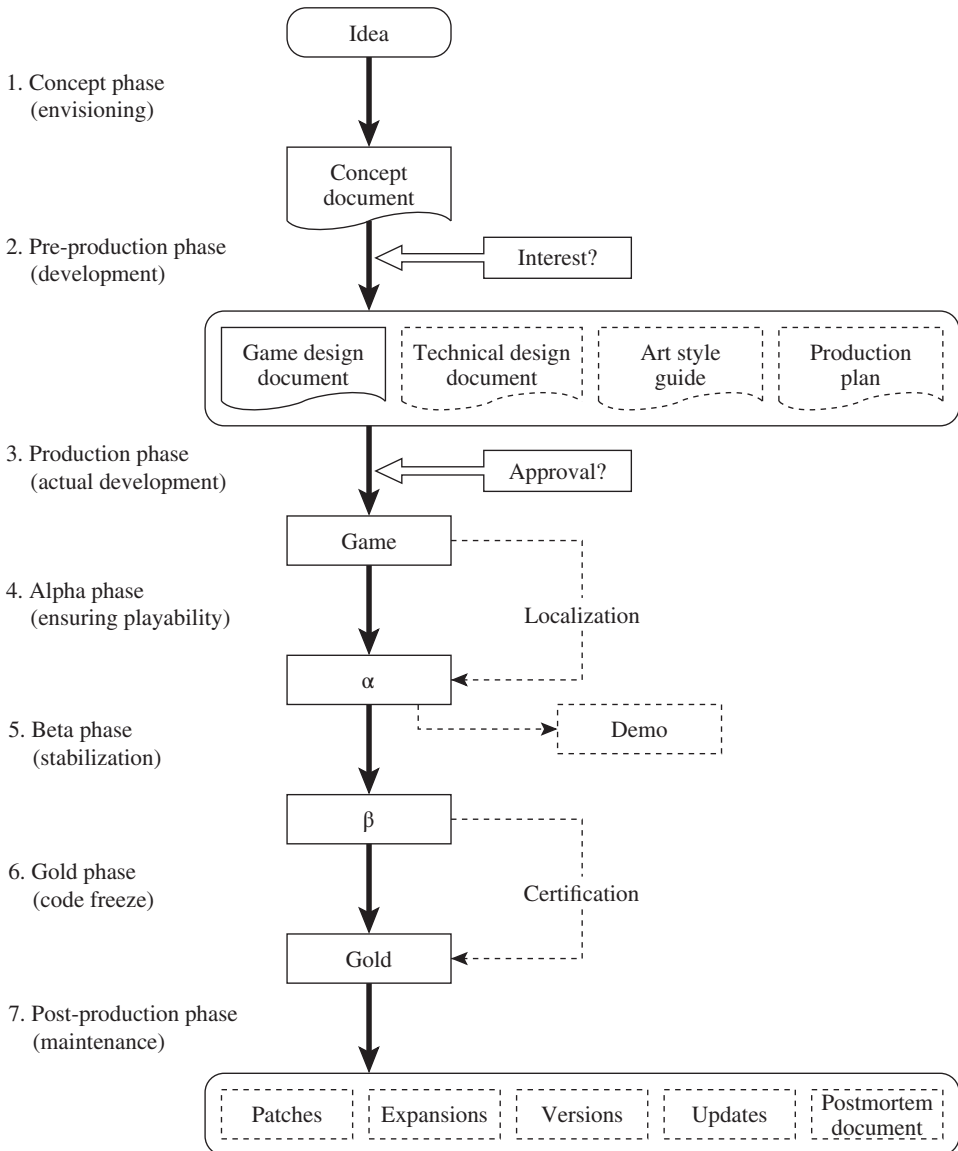 Idea
1. Concept phase
(envisioning)
Concept
document
2. Pre-production phase
(development)
Interest?
Game design
document
Technical design
document
Art style
guide
Production
plan
3. Production phase
(actual development)
Approval?
Game
4. Alpha phase
(ensuring playability)
Localization
α
5. Beta phase
(stabilization)
Demo
β
6. Gold phase
(code freeze)
Certification
Gold
7. Post-production phase
(maintenance)
Patches
Expansions
Versions
Updates
Postmortem
document